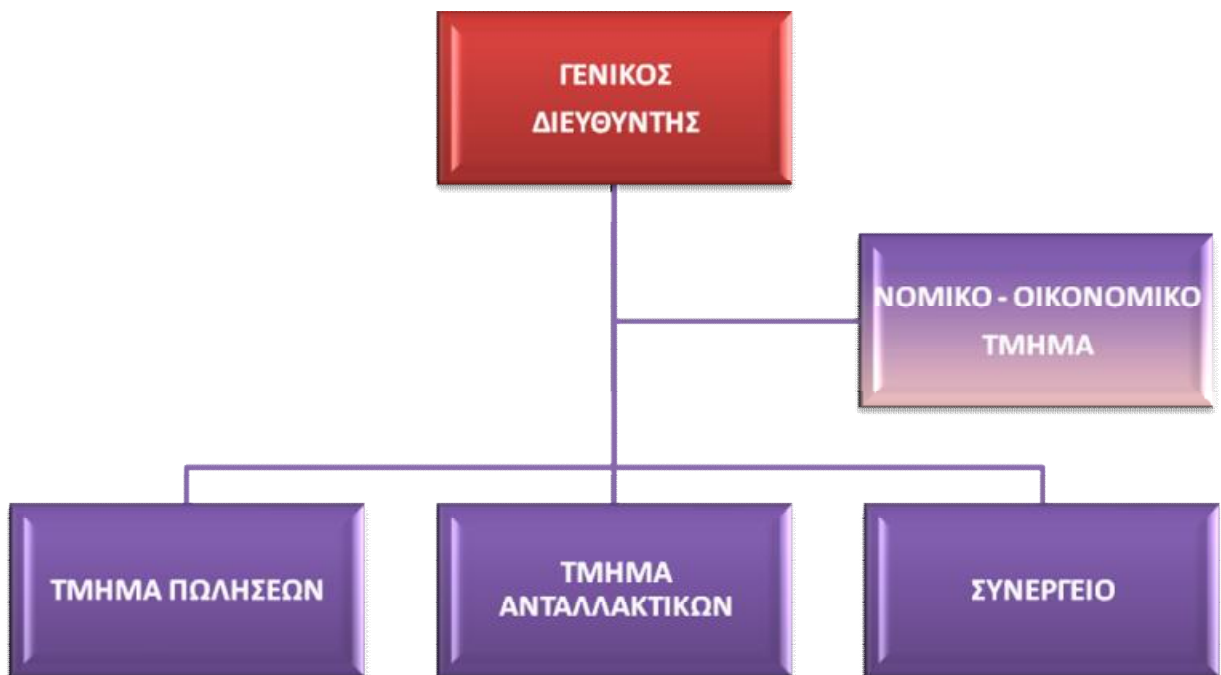 ΓΕΝΙΚΟΣ
ΔΙΕΥΘΥΝΤΗΣ
ΝΟΜΙΚΟ - ΟΙΚΟΝΟΜΙΚΟ
ΤΜΗΜΑ
ΤΜΗΜΑ ΠΩΛΗΣΕΩΝ
ΤΜΗΜΑ
ΑΝΤΑΛΛΑΚΤΙΚΩΝ
ΣΥΝΕΡΓΕΙΟ